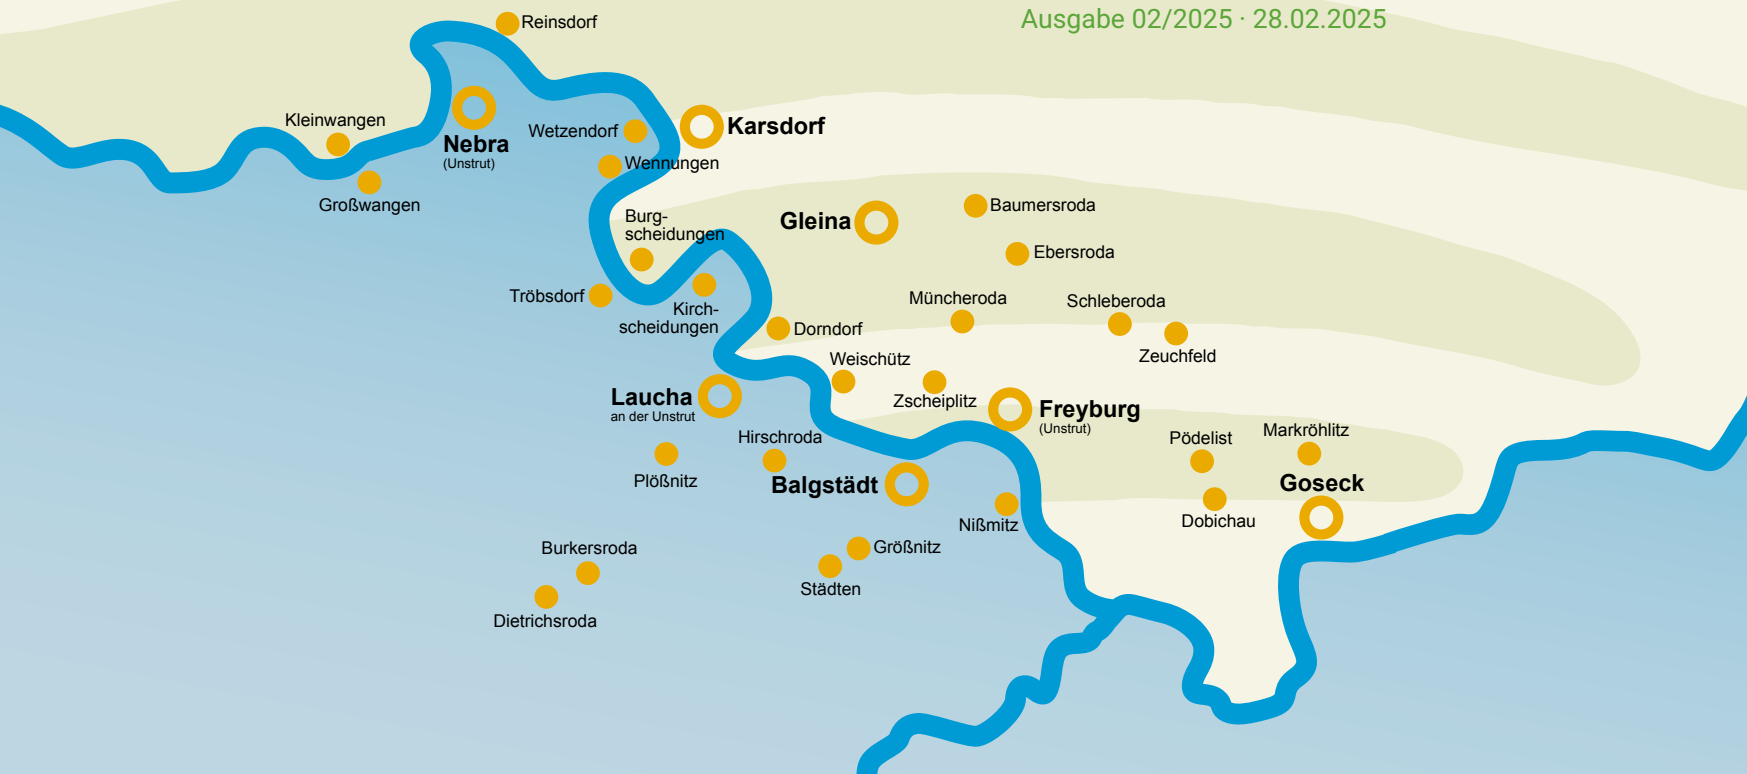 Ausgabe 02/2025 · 28.02.2025
Reinsdorf
Kleinwangen
Nebra
(Unstrut)
Großwangen
Wetzendorf
Karsdorf
Wennungen
Burg-
scheidungen
Gleina
Baumersroda
Ebersroda
Tröbsdorf
Kirch-
scheidungen
Müncheroda
Schleberoda
Dorndorf
Zeuchfeld
Weischütz
Laucha
an der Unstrut
Zscheiplitz
Freyburg
(Unstrut)
Hirschroda
Pödelist
Markröhlitz
Plößnitz
Balgstädt
Goseck
Nißmitz
Dobichau
Burkersroda
Größnitz
Städten
Dietrichsroda